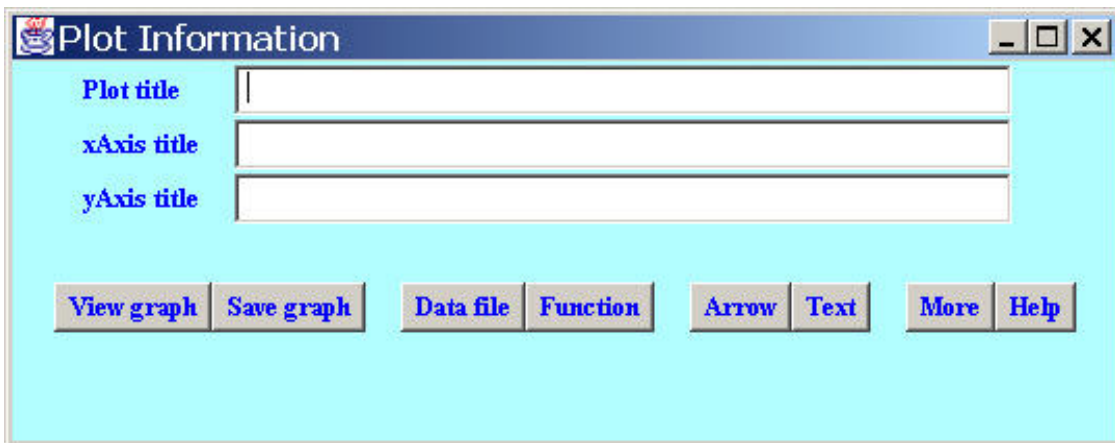 Plot Information
Plot title
xAxis title
yAxis title
View graph Save graph Data file Function Arrow Text More Help